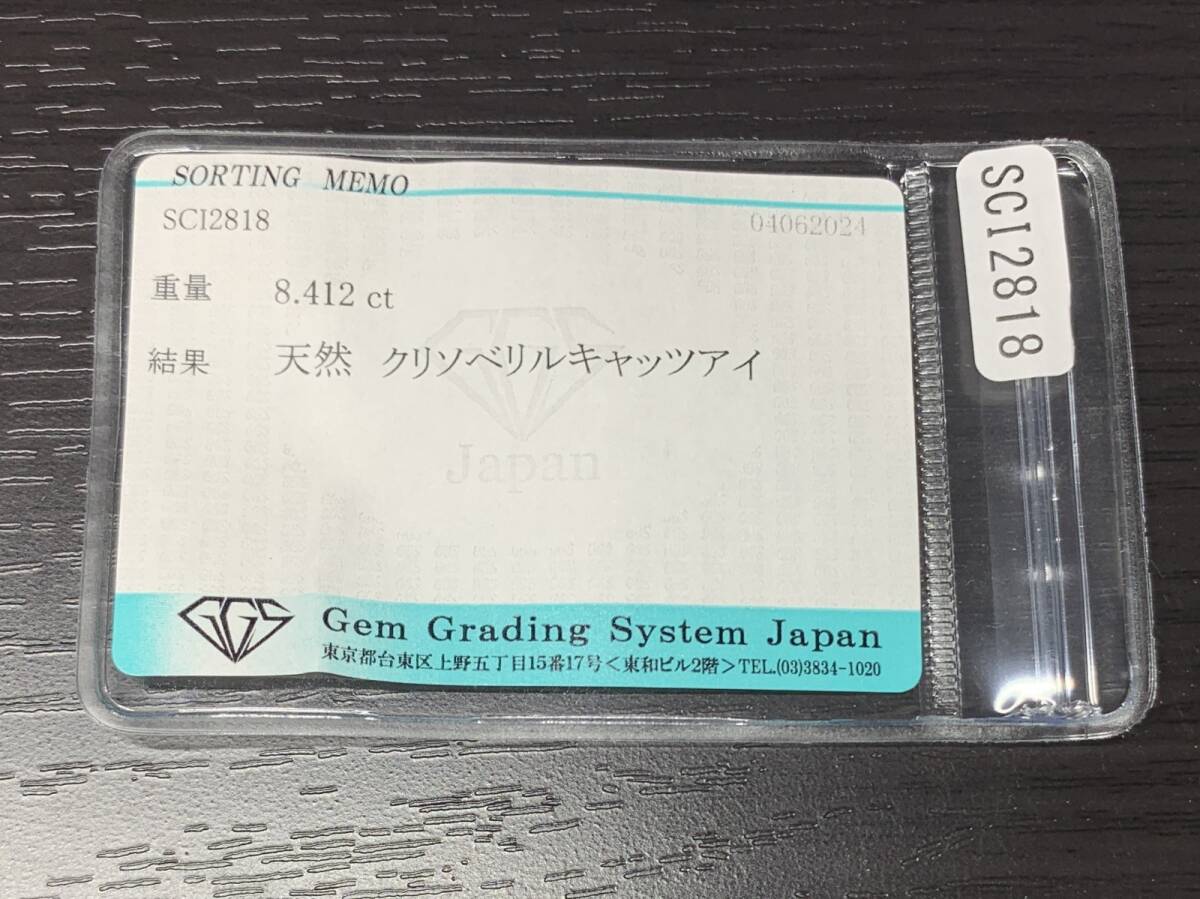 SORTING MEMO
SCI2818 04062024
重量 8.412 ct
結果 天然 クリソベリルキャッツアイ
GGS
Japan
GGS Gem Grading System Japan
東京都台東区上野五丁目15番17号＜東和ビル2階＞TEL.(03)3834-1020
SCI2818